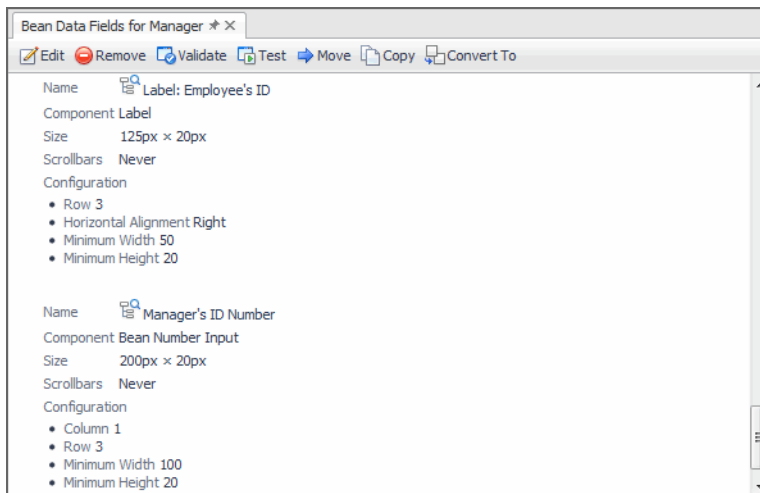 Bean Data Fields for Manager
Edit Remove Validate Test Move Copy Convert To
Name Label: Employee's ID
Component Label
Size 125px × 20px
Scrollbars Never
Configuration
• Row 3
• Horizontal Alignment Right
• Minimum Width 50
• Minimum Height 20
Name Manager's ID Number
Component Bean Number Input
Size 200px × 20px
Scrollbars Never
Configuration
• Column 1
• Row 3
• Minimum Width 100
• Minimum Height 20